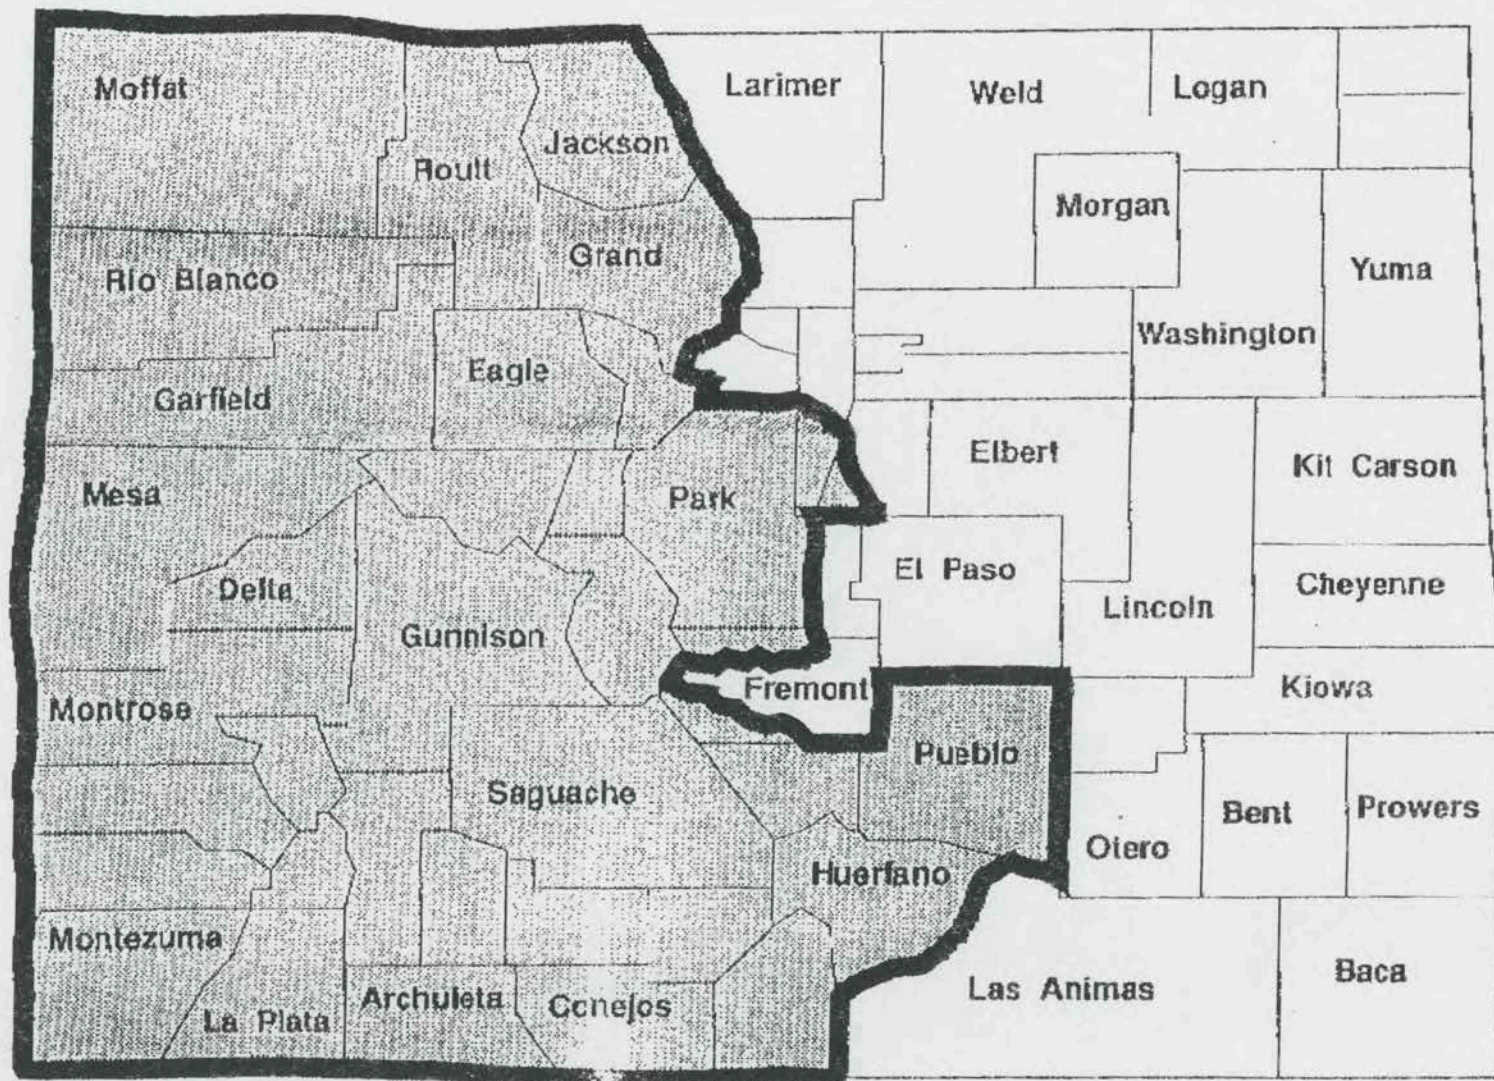 Moffat
Larimer
Weld
Logan
Jackson
Routt
Morgan
Grand
Rio Blanco
Yuma
Washington
Eagle
Garfield
Elbert
Kit Carson
Mesa
Park
El Paso
Cheyenne
Delta
Lincoln
Gunnison
Fremont
Kiowa
Montrose
Pueblo
Saguache
Bent
Prowers
Otero
Huerfano
Montezuma
Las Animas
Baca
Archuleta
Conejos
La Plata